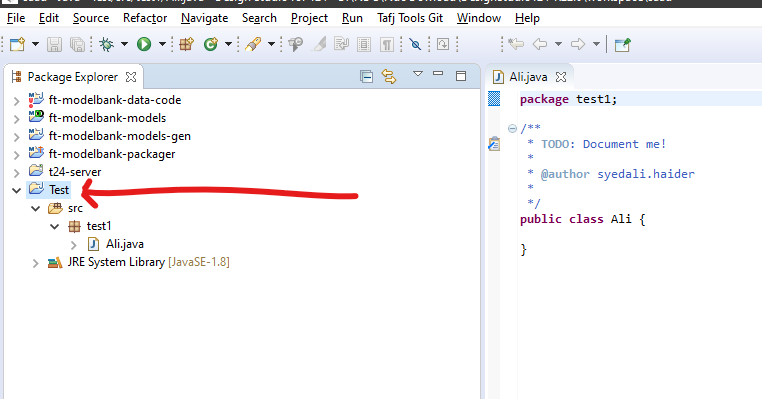 File Edit Source Refactor Navigate Search Project Run Tafj Tools Git Window Help
Package Explorer
ft-modelbank-data-code
ft-modelbank-models
ft-modelbank-models-gen
ft-modelbank-packager
t24-server
Test
src
test1
Ali.java
JRE System Library [JavaSE-1.8]
Ali.java
package test1;
/**
* TODO: Document me!
*
* @author syedali.haider
*
*/
public class Ali {
}